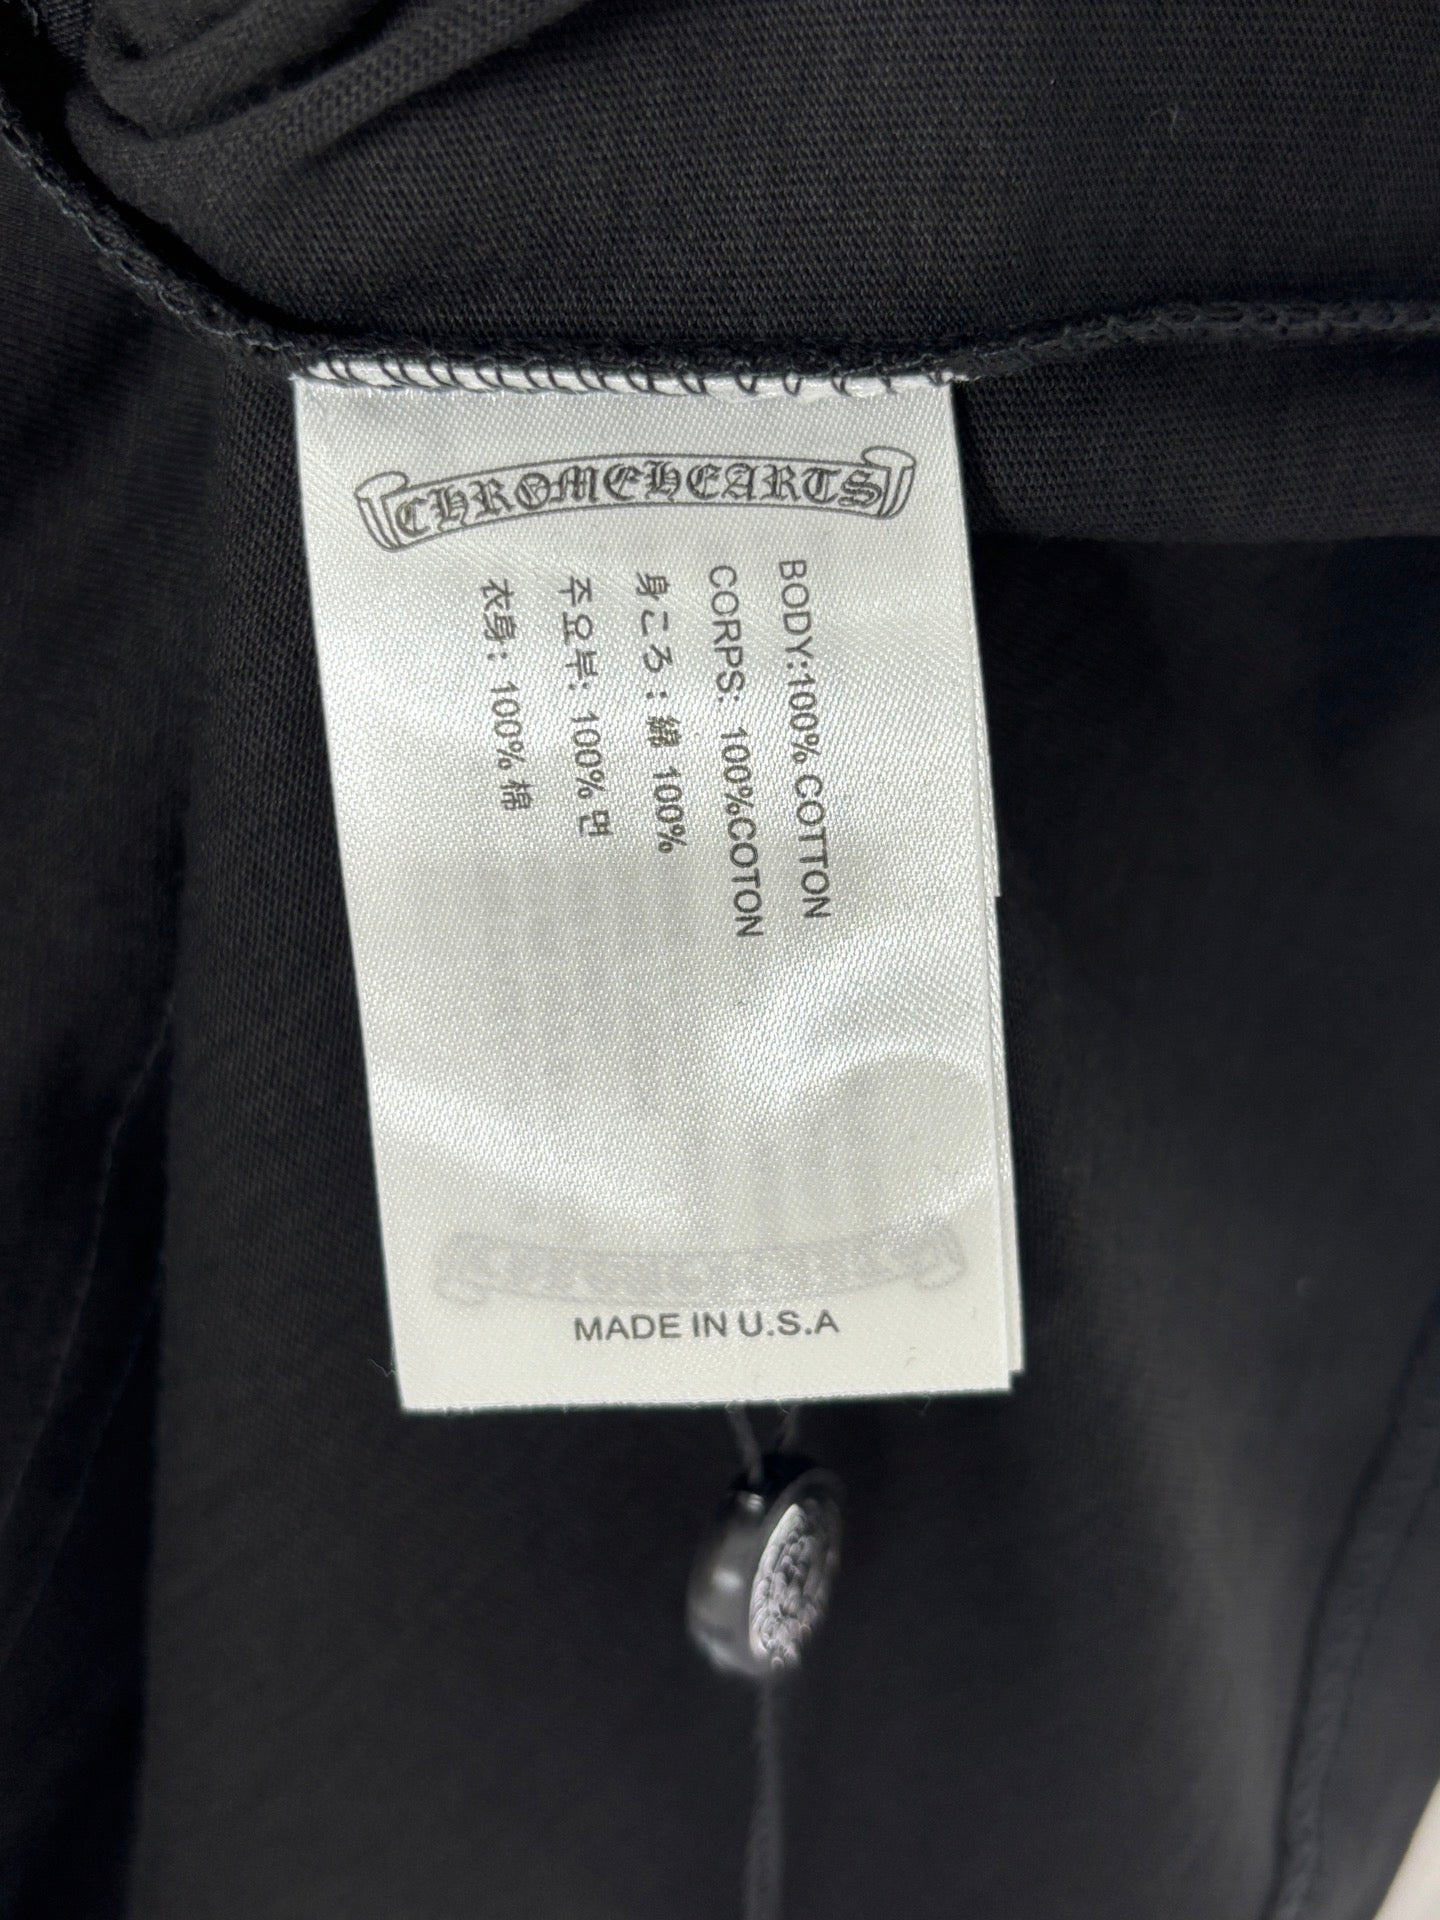 CHROMEHEARTS
BODY:100% COTTON
CORPS: 100%COTON
身ころ : 綿 100%
주요부: 100% 면
衣身: 100% 棉
MADE IN U.S.A